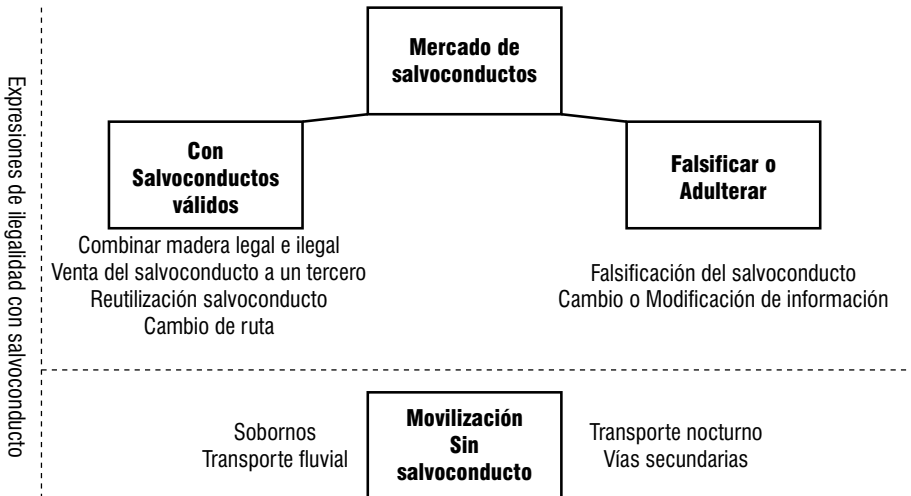 Expresiones de ilegalidad con salvoconducto
Mercado de
salvoconductos
Con
Salvoconductos
válidos
Falsificar o
Adulterar
Combinar madera legal e ilegal
Venta del salvoconducto a un tercero
Reutilización salvoconducto
Cambio de ruta
Falsificación del salvoconducto
Cambio o Modificación de información
Sobornos
Transporte fluvial
Movilización
Sin
salvoconducto
Transporte nocturno
Vías secundarias